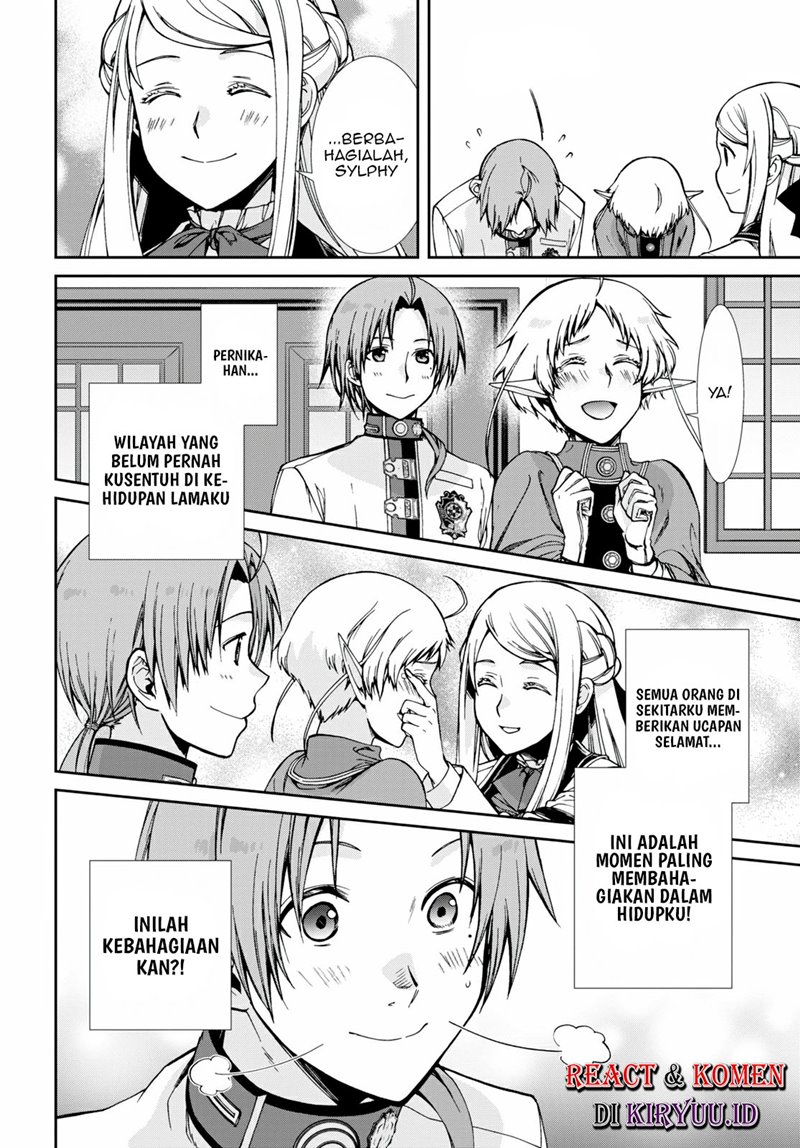 ...BERBA-
HAGIALAH,
SYLPHY
YA!
PERNIKA-
HAN...
WILAYAH YANG
BELUM PERNAH
KUSENTUH DI KE-
HIDUPAN LAMAKU
SEMUA ORANG DI
SEKITARKU MEM-
BERIKAN UCAPAN
SELAMAT...
INI ADALAH
MOMEN PALING
MEMBAHA-
GIAKAN DALAM
HIDUPKU!
INILAH
KEBAHAGIAAN
KAN?!
REACT & KOMEN
DI KIRYUU.ID